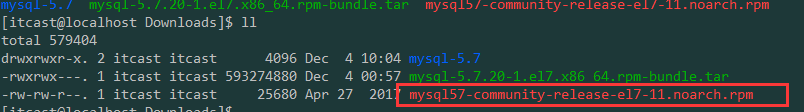 mysql-5.7 mysql-5.7.20-1.el7.x86_64.rpm-bundle.tar mysql57-community-release-el7-11.noarch.rpm
[itcast@localhost Downloads]$ ll
total 579404
drwxrwxr-x. 2 itcast itcast 4096 Dec 4 10:04 mysql-5.7
-rwxrwx---. 1 itcast itcast 593274880 Dec 4 00:57 mysql-5.7.20-1.el7.x86_64.rpm-bundle.tar
-rw-rw-r--. 1 itcast itcast 25680 Apr 27 2017 mysql57-community-release-el7-11.noarch.rpm
[itcast@localhost Downloads]$